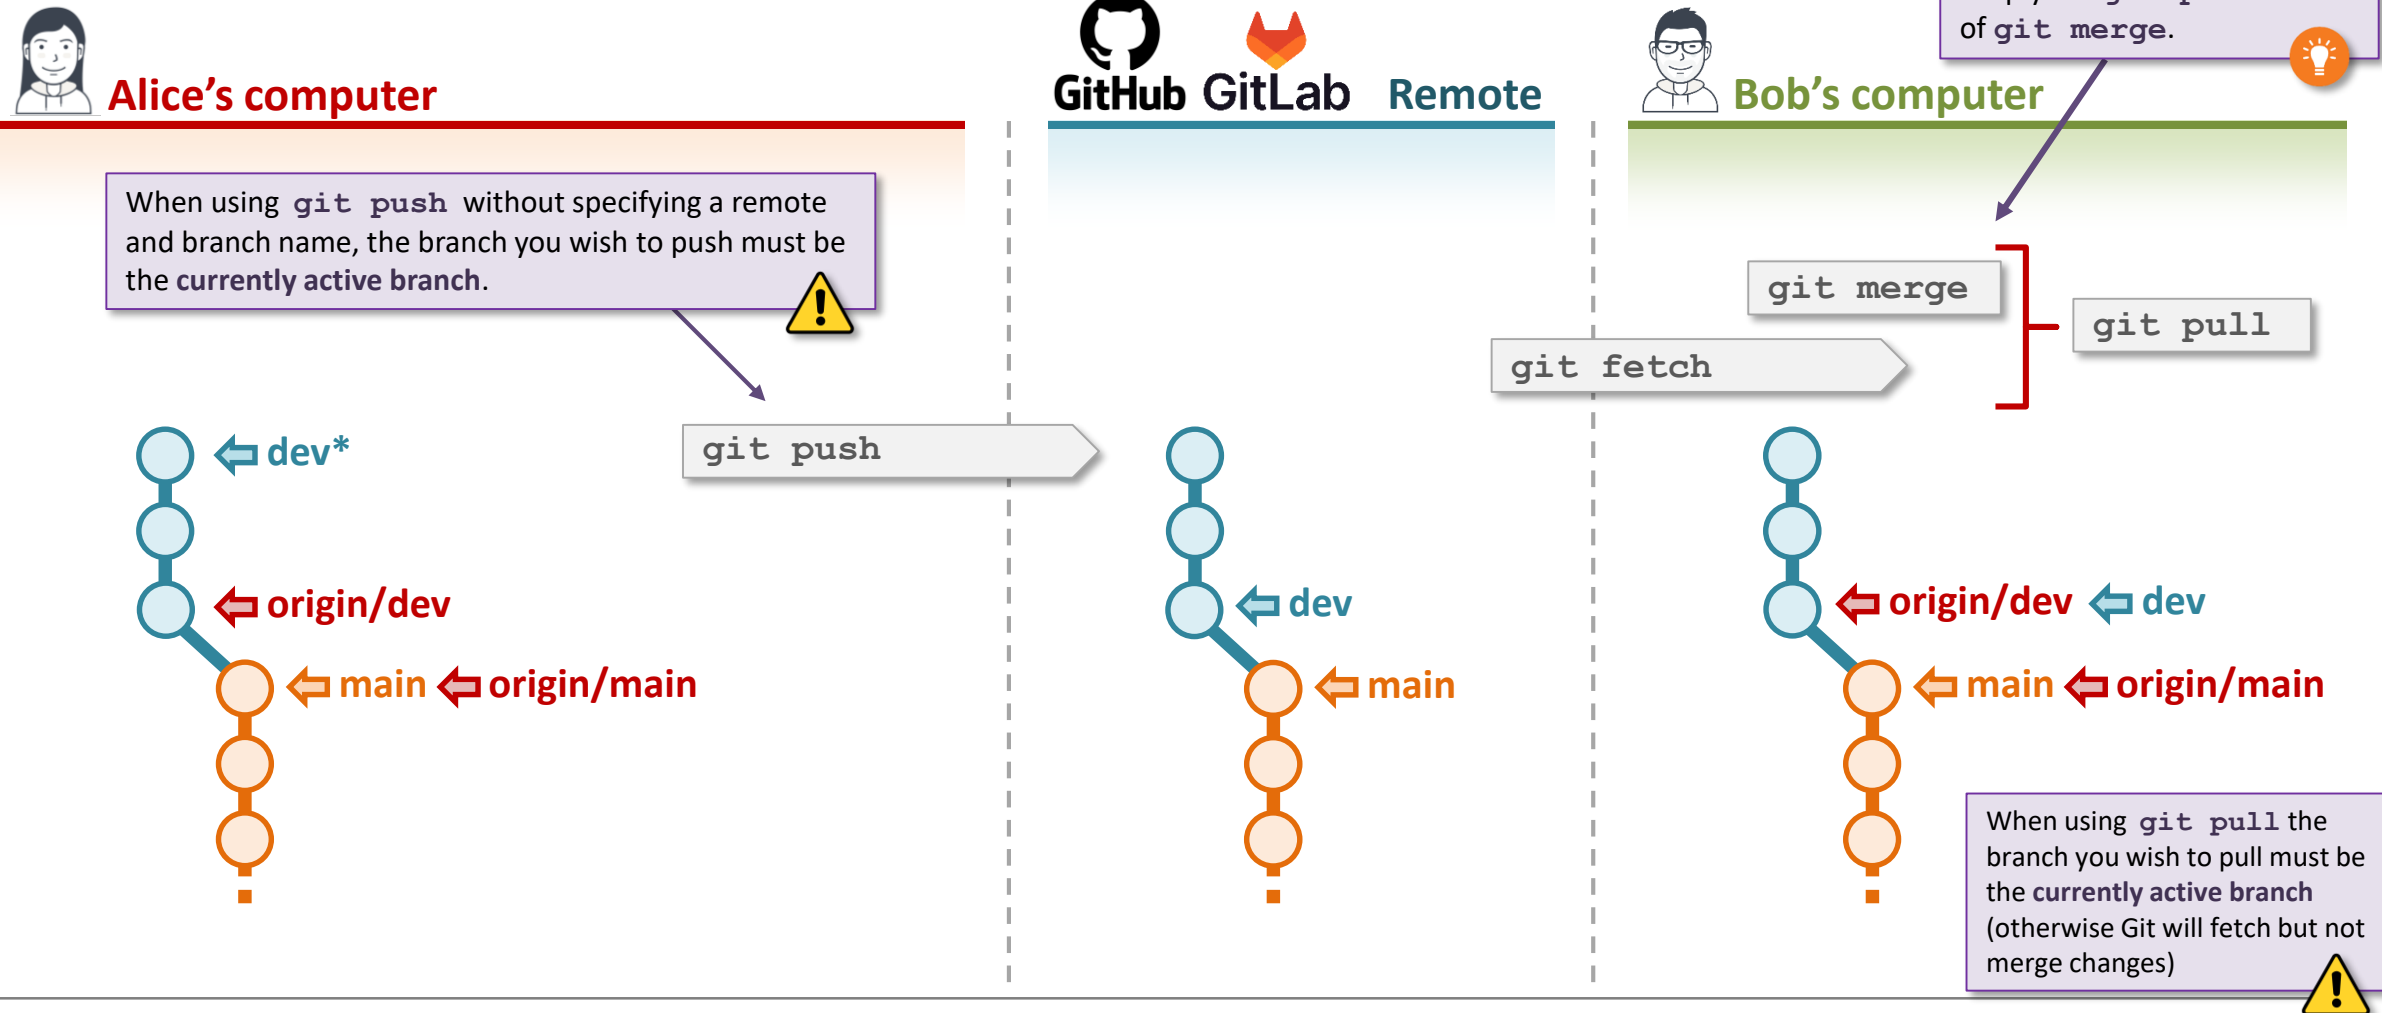 of git merge.
Alice's computer
GitHub GitLab Remote
Bob's computer
When using git push without specifying a remote
and branch name, the branch you wish to push must be
the currently active branch.
git merge
git pull
git fetch
git push
dev*
origin/dev
main origin/main
dev
main
origin/dev dev
main origin/main
When using git pull the
branch you wish to pull must be
the currently active branch
(otherwise Git will fetch but not
merge changes)